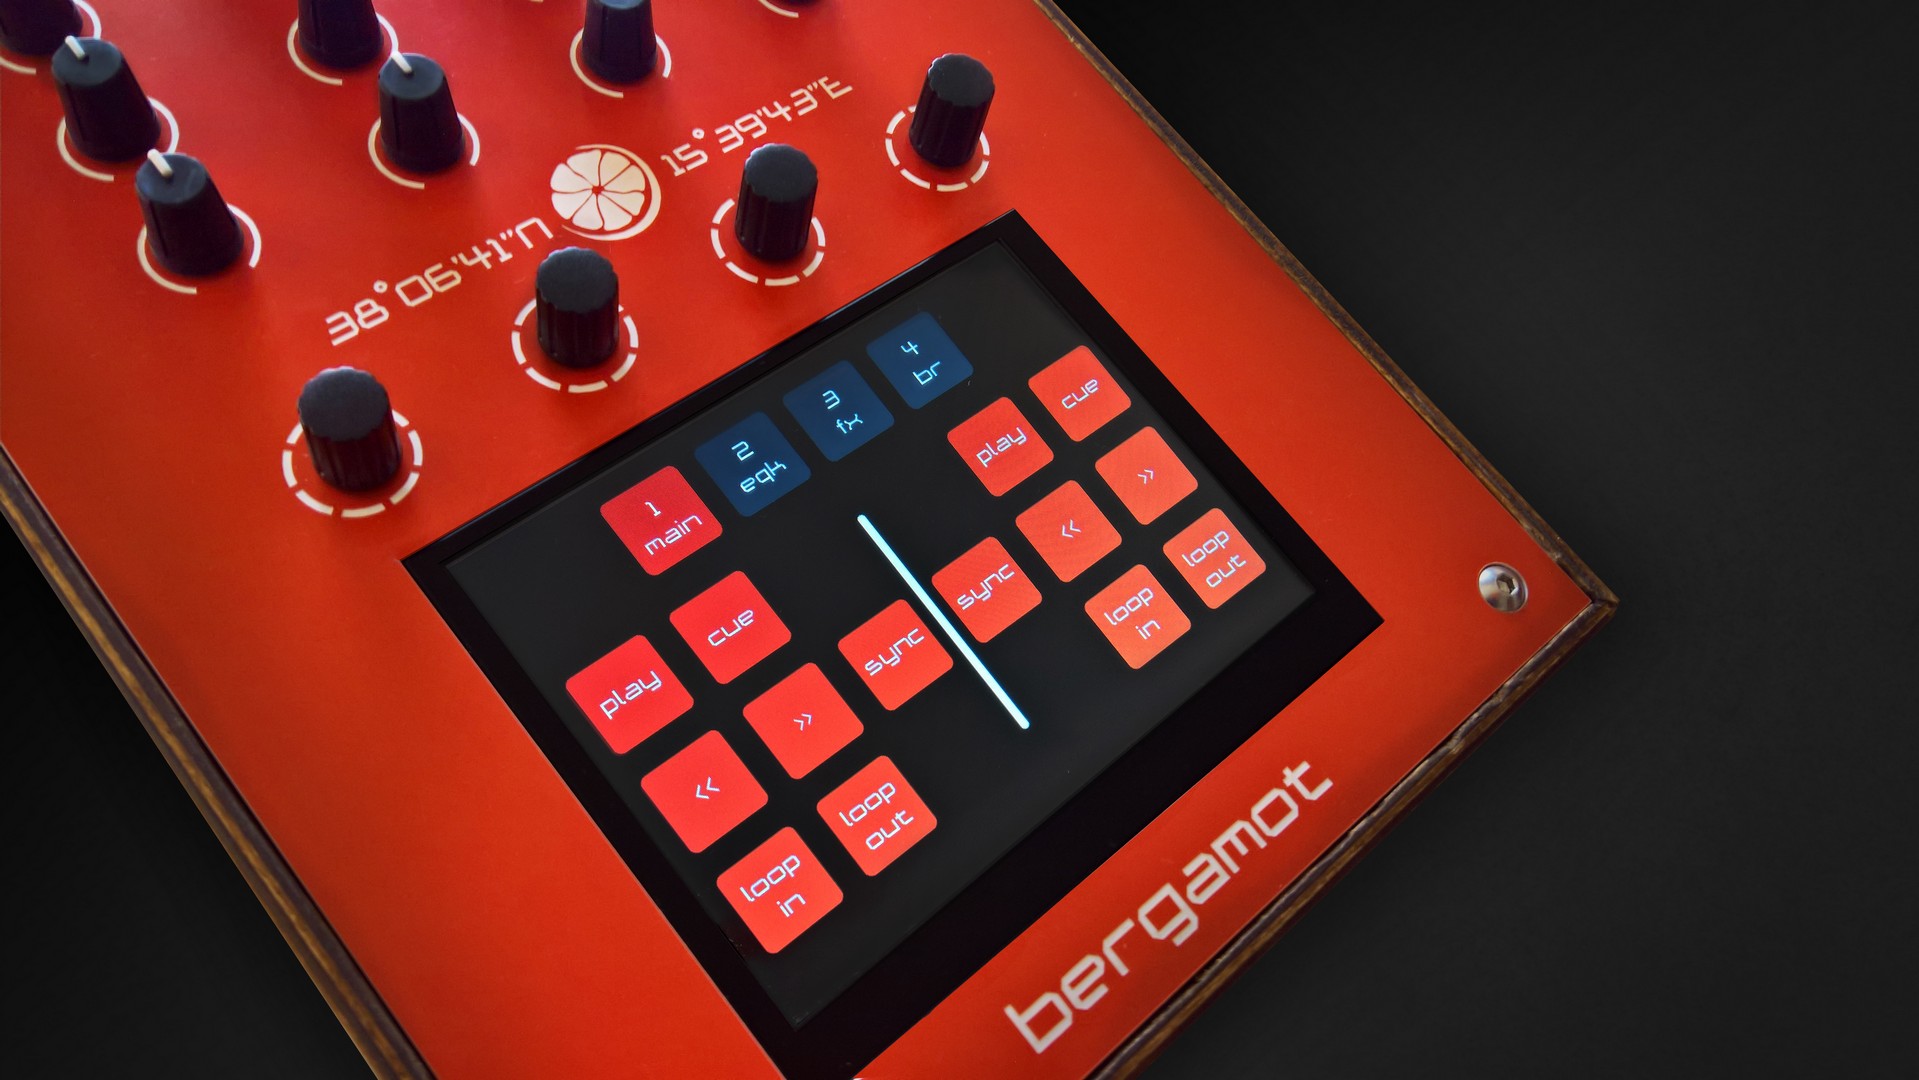 38°06'41"N 15°39'43"E
1
main
2
eqk
3
fx
4
br
play
cue
<<
>>
sync
loop
in
loop
out
play
cue
sync
<<
>>
loop
in
loop
out
bergamot